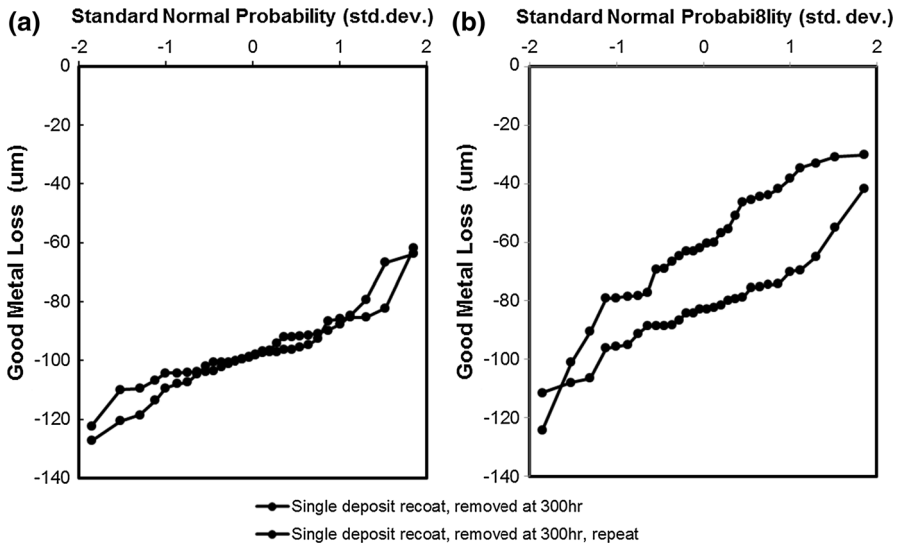 (a) Standard Normal Probability (std.dev.)
-2 -1 0 1 2
0
-20
-40
-60
-80
-100
-120
-140
Good Metal Loss (um)
(b) Standard Normal Probabi8lity (std. dev.)
-2 -1 0 1 2
0
-20
-40
-60
-80
-100
-120
-140
Good Metal Loss (um)
Single deposit recoat, removed at 300hr
Single deposit recoat, removed at 300hr, repeat